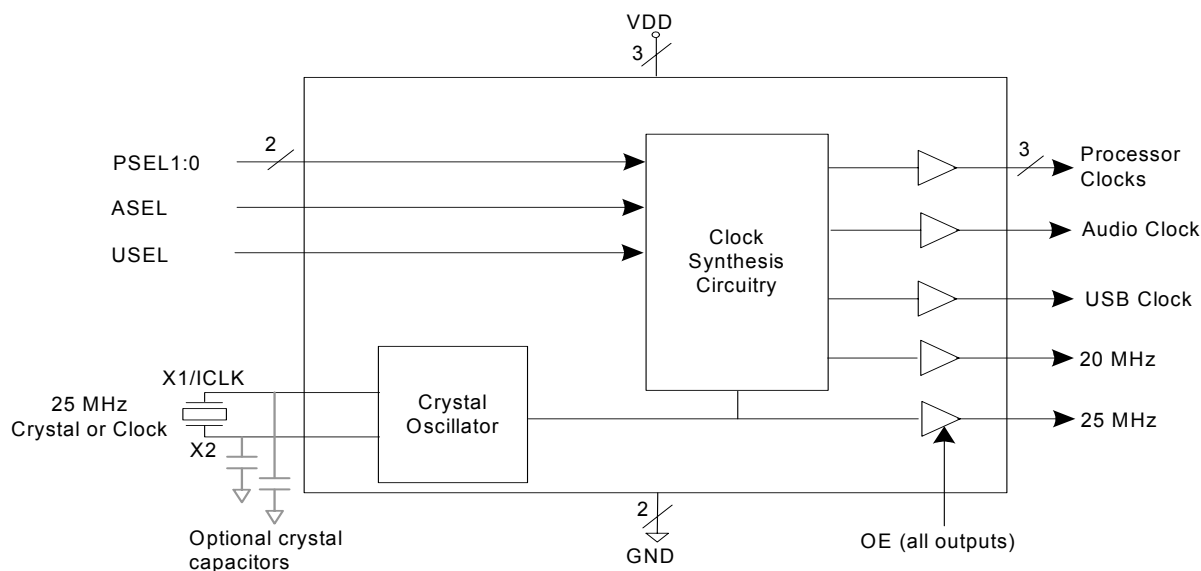 VDD
3
PSEL1:0
2
ASEL
USEL
Clock
Synthesis
Circuitry
3
Processor
Clocks
Audio Clock
USB Clock
20 MHz
25 MHz
X1/ICLK
25 MHz
Crystal or Clock
X2
Crystal
Oscillator
Optional crystal
capacitors
2
GND
OE (all outputs)